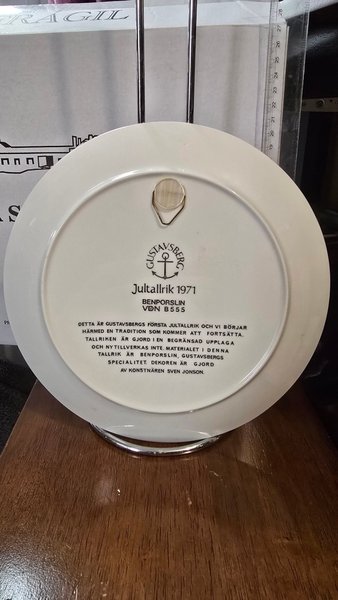 FRAGIL
GUSTAVSBERG
Jultallrik 1971
BENPORSLIN
VDN B555
DETTA ÄR GUSTAVSBERGS FÖRSTA JULTALLRIK OCH VI BÖRJAR
HÄRMED EN TRADITION SOM KOMMER ATT FORTSÄTTA.
TALLRIKEN ÄR GJORD I EN BEGRÄNSAD UPPLAGA
OCH NYTILLVERKAS INTE. MATERIALET I DENNA
TALLRIK ÄR BENPORSLIN, GUSTAVSBERGS
SPECIALITET. DEKOREN ÄR GJORD
AV KONSTNÄREN SVEN JONSON.